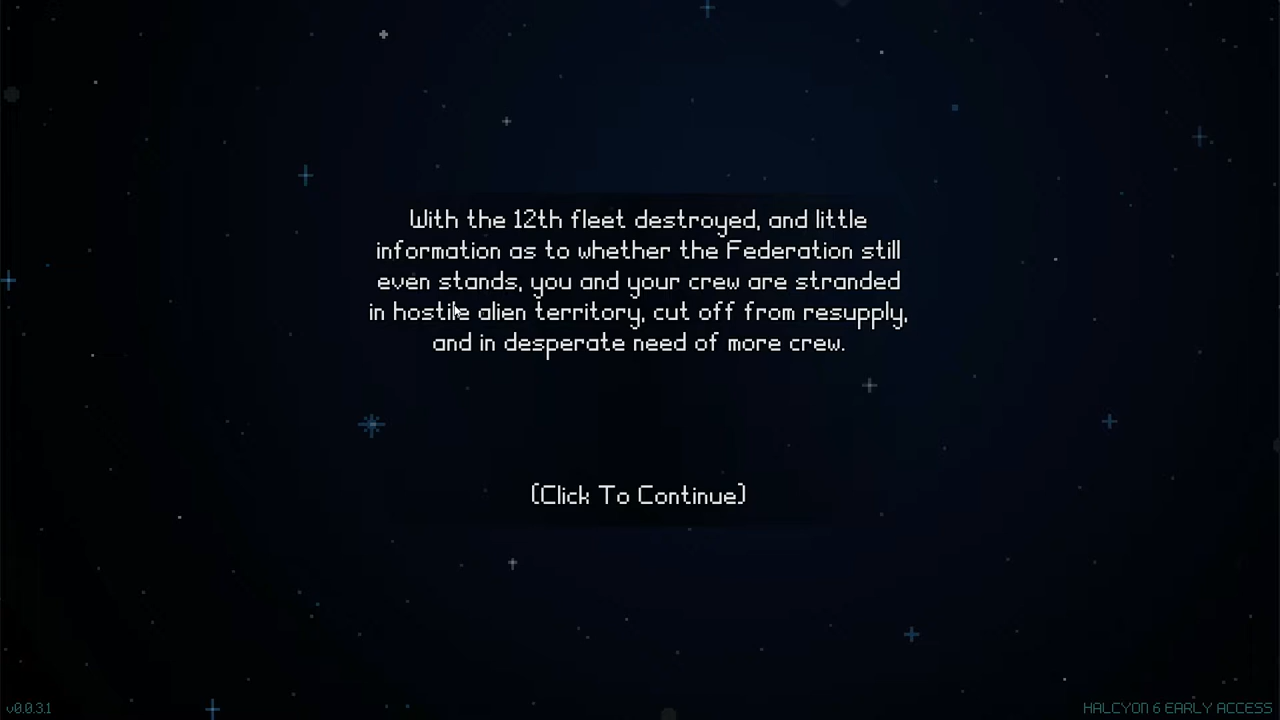 With the 12th fleet destroyed, and little
information as to whether the Federation still
even stands, you and your crew are stranded
in hostile alien territory, cut off from resupply,
and in desperate need of more crew.
(Click To Continue)
v0.0.3.1
HALCYON 6 EARLY ACCESS